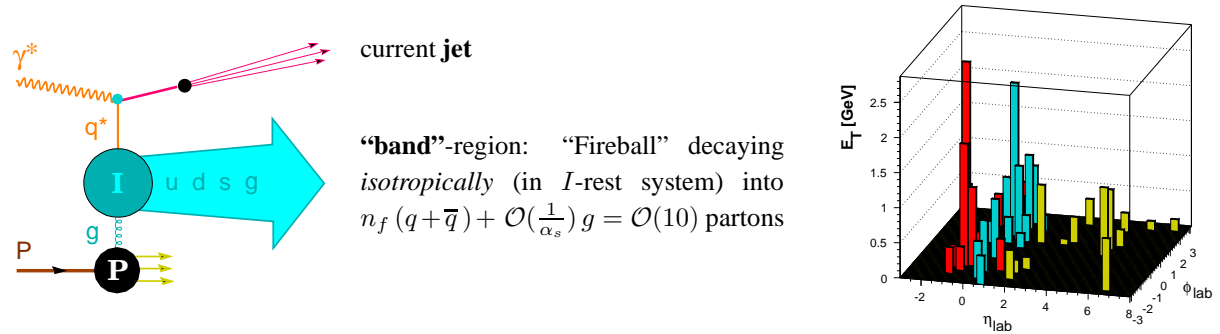 γ*
q*
I
u d s g
g
P
P
current jet
“band”-region: “Fireball” decaying
isotropically (in I-rest system) into
n_f (q+q̅) + 𝒪(1/α_s) g = 𝒪(10) partons
E_T [GeV]
2.5
2
1.5
1
0.5
0
-2
0
2
4
6
8
η_lab
-3
-2
-1
0
1
2
3
ϕ_lab